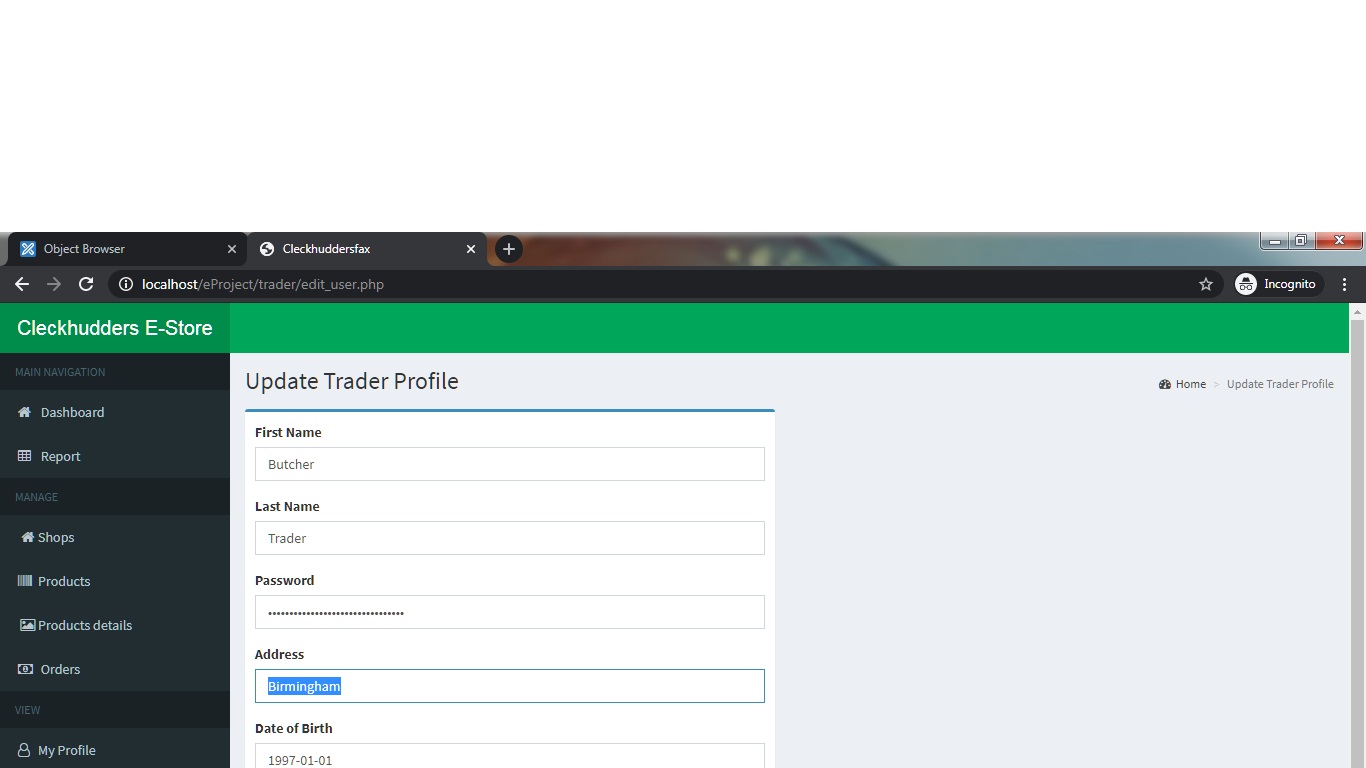 Object Browser
Cleckhuddersfax
localhost/eProject/trader/edit_user.php
Incognito
Cleckhudders E-Store
MAIN NAVIGATION
Dashboard
Report
MANAGE
Shops
Products
Products details
Orders
VIEW
My Profile
Update Trader Profile
Home > Update Trader Profile
First Name
Butcher
Last Name
Trader
Password
••••••••••••••••••••••••••••••••
Address
Birmingham
Date of Birth
1997-01-01